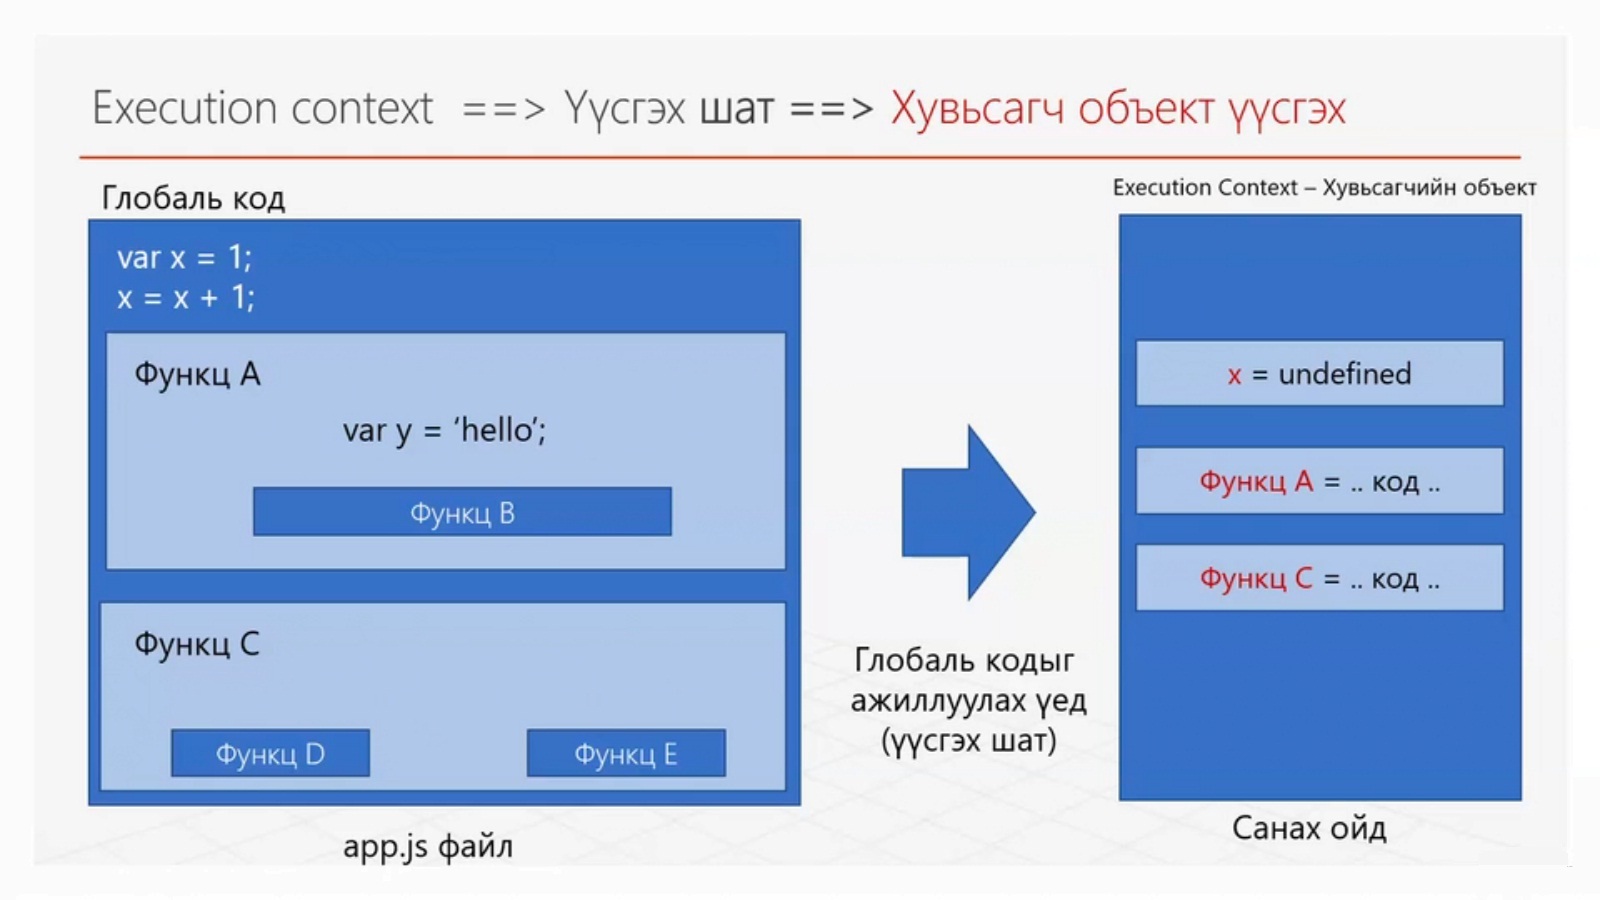 Execution context ==> Үүсгэх шат ==> Хувьсагч объект үүсгэх
Глобаль код
var x = 1;
x = x + 1;
Функц A
var y = ‘hello’;
Функц B
Функц C
Функц D
Функц E
app.js файл
Глобаль кодыг
ажиллуулах үед
(үүсгэх шат)
Execution Context – Хувьсагчийн объект
x = undefined
Функц A = .. код ..
Функц C = .. код ..
Санах ойд